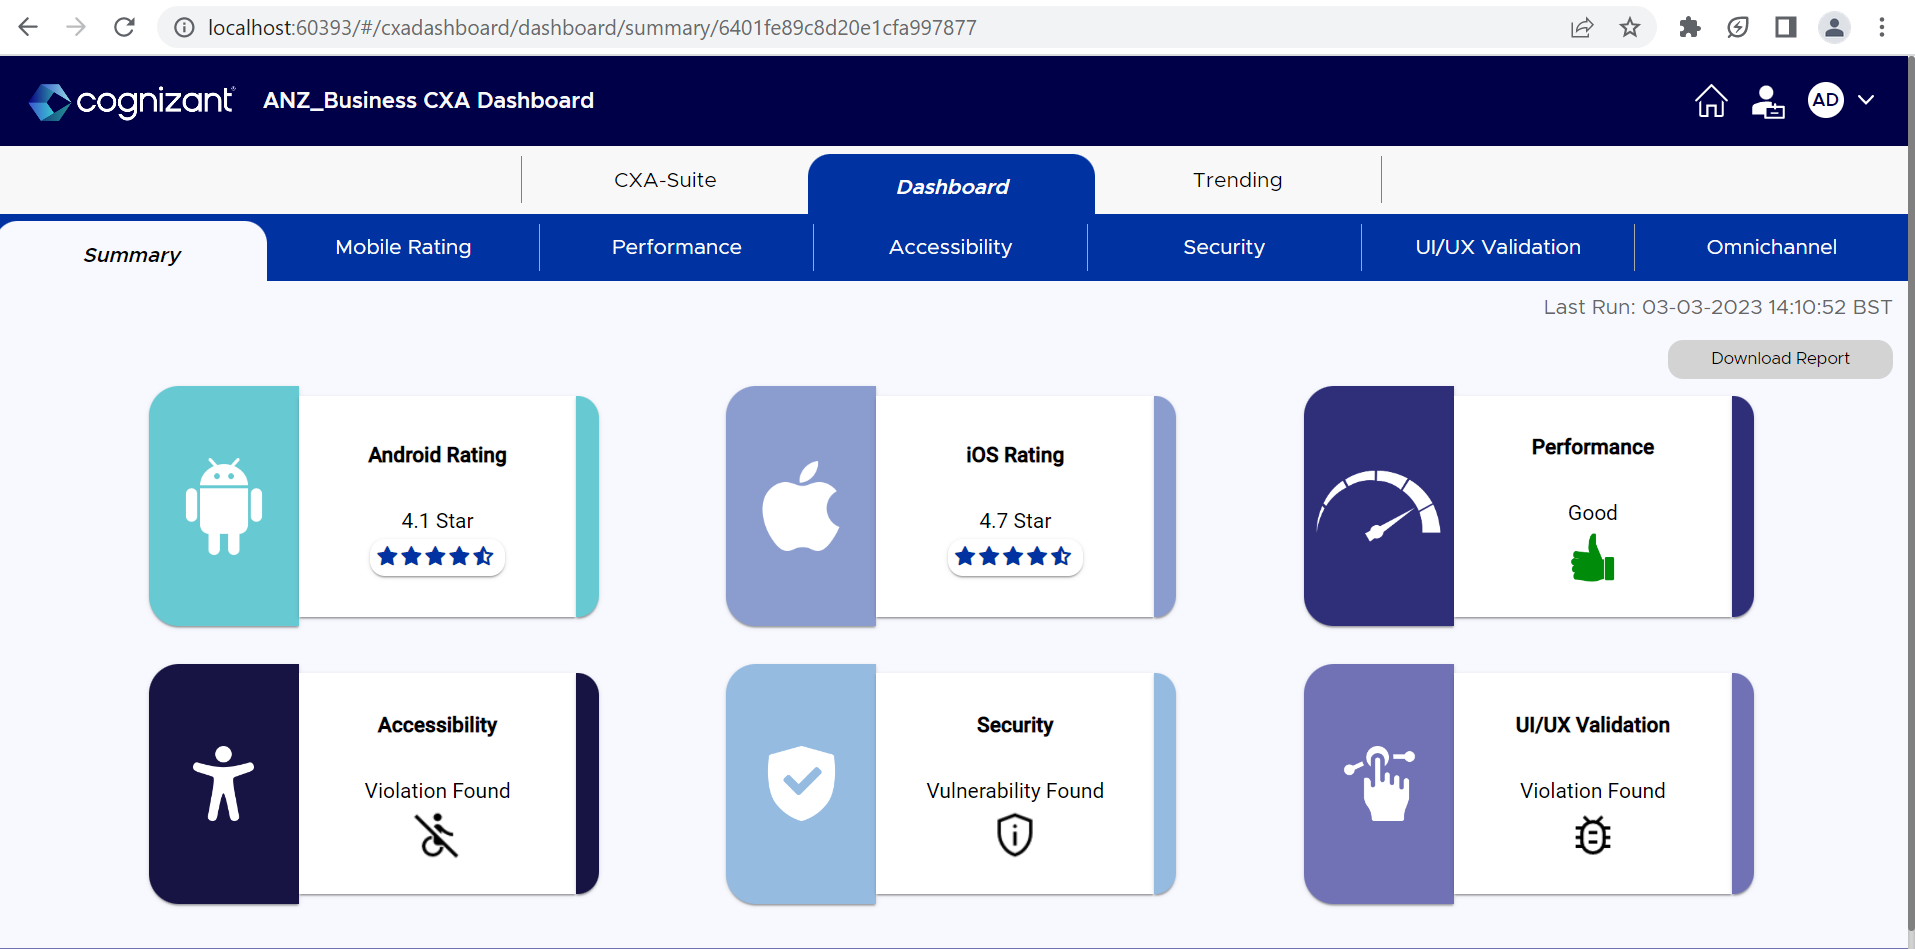 localhost:60393/#/cxadashboard/dashboard/summary/6401fe89c8d20e1cfa997877
cognizant
ANZ_Business CXA Dashboard
AD
CXA-Suite
Dashboard
Trending
Summary
Mobile Rating
Performance
Accessibility
Security
UI/UX Validation
Omnichannel
Last Run: 03-03-2023 14:10:52 BST
Download Report
Android Rating
4.1 Star
iOS Rating
4.7 Star
Performance
Good
Accessibility
Violation Found
Security
Vulnerability Found
UI/UX Validation
Violation Found